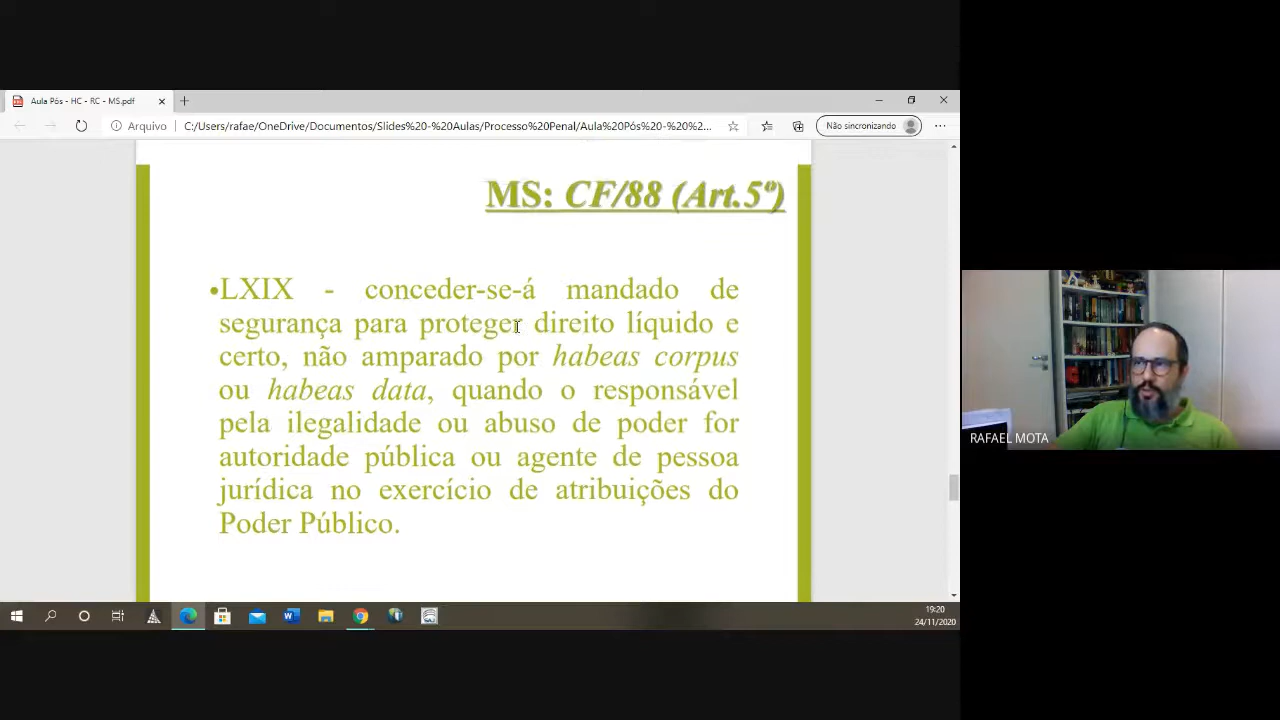 Aula Pós - HC - RC - MS.pdf
Arquivo
C:/Users/rafae/OneDrive/Documentos/Slides%20-%20Aulas/Processo%20Penal/Aula%20Pós%20-%20%2...
Não sincronizando
MS: CF/88 (Art.5º)
•LXIX - conceder-se-á mandado de
segurança para proteger direito líquido e
certo, não amparado por habeas corpus
ou habeas data, quando o responsável
pela ilegalidade ou abuso de poder for
autoridade pública ou agente de pessoa
jurídica no exercício de atribuições do
Poder Público.
RAFAEL MOTA
19:20
24/11/2020